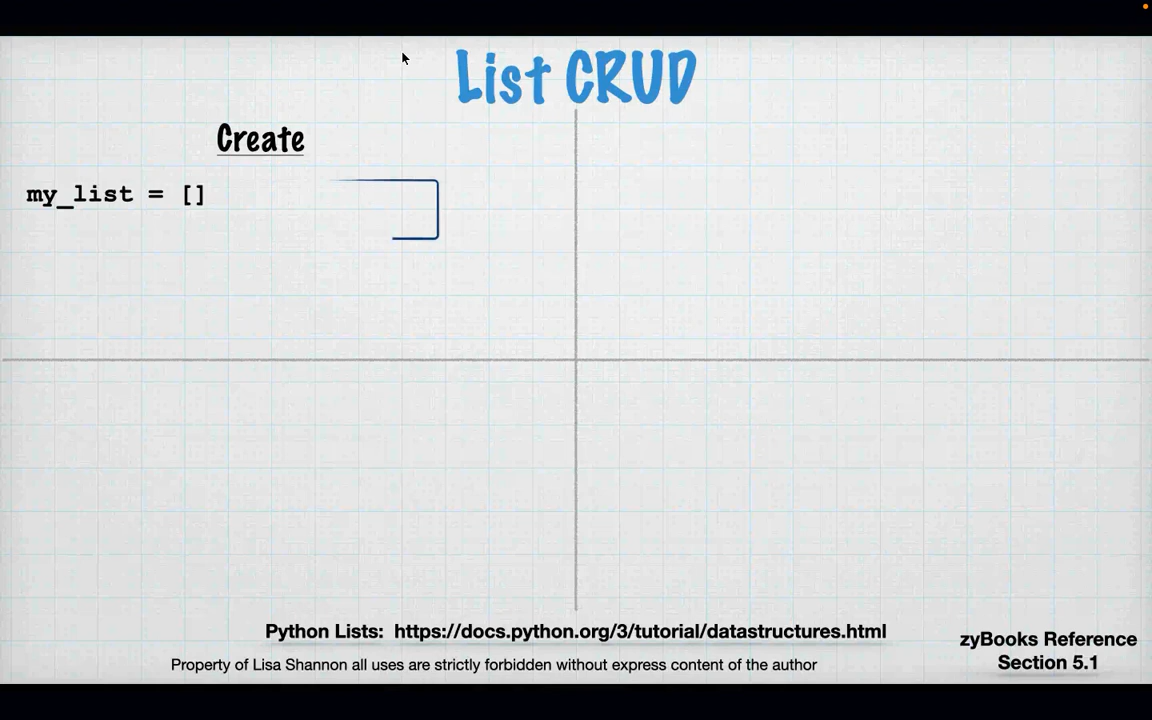 List CRUD
Create
my_list = []
Python Lists:  https://docs.python.org/3/tutorial/datastructures.html
Property of Lisa Shannon all uses are strictly forbidden without express content of the author
zyBooks Reference
Section 5.1